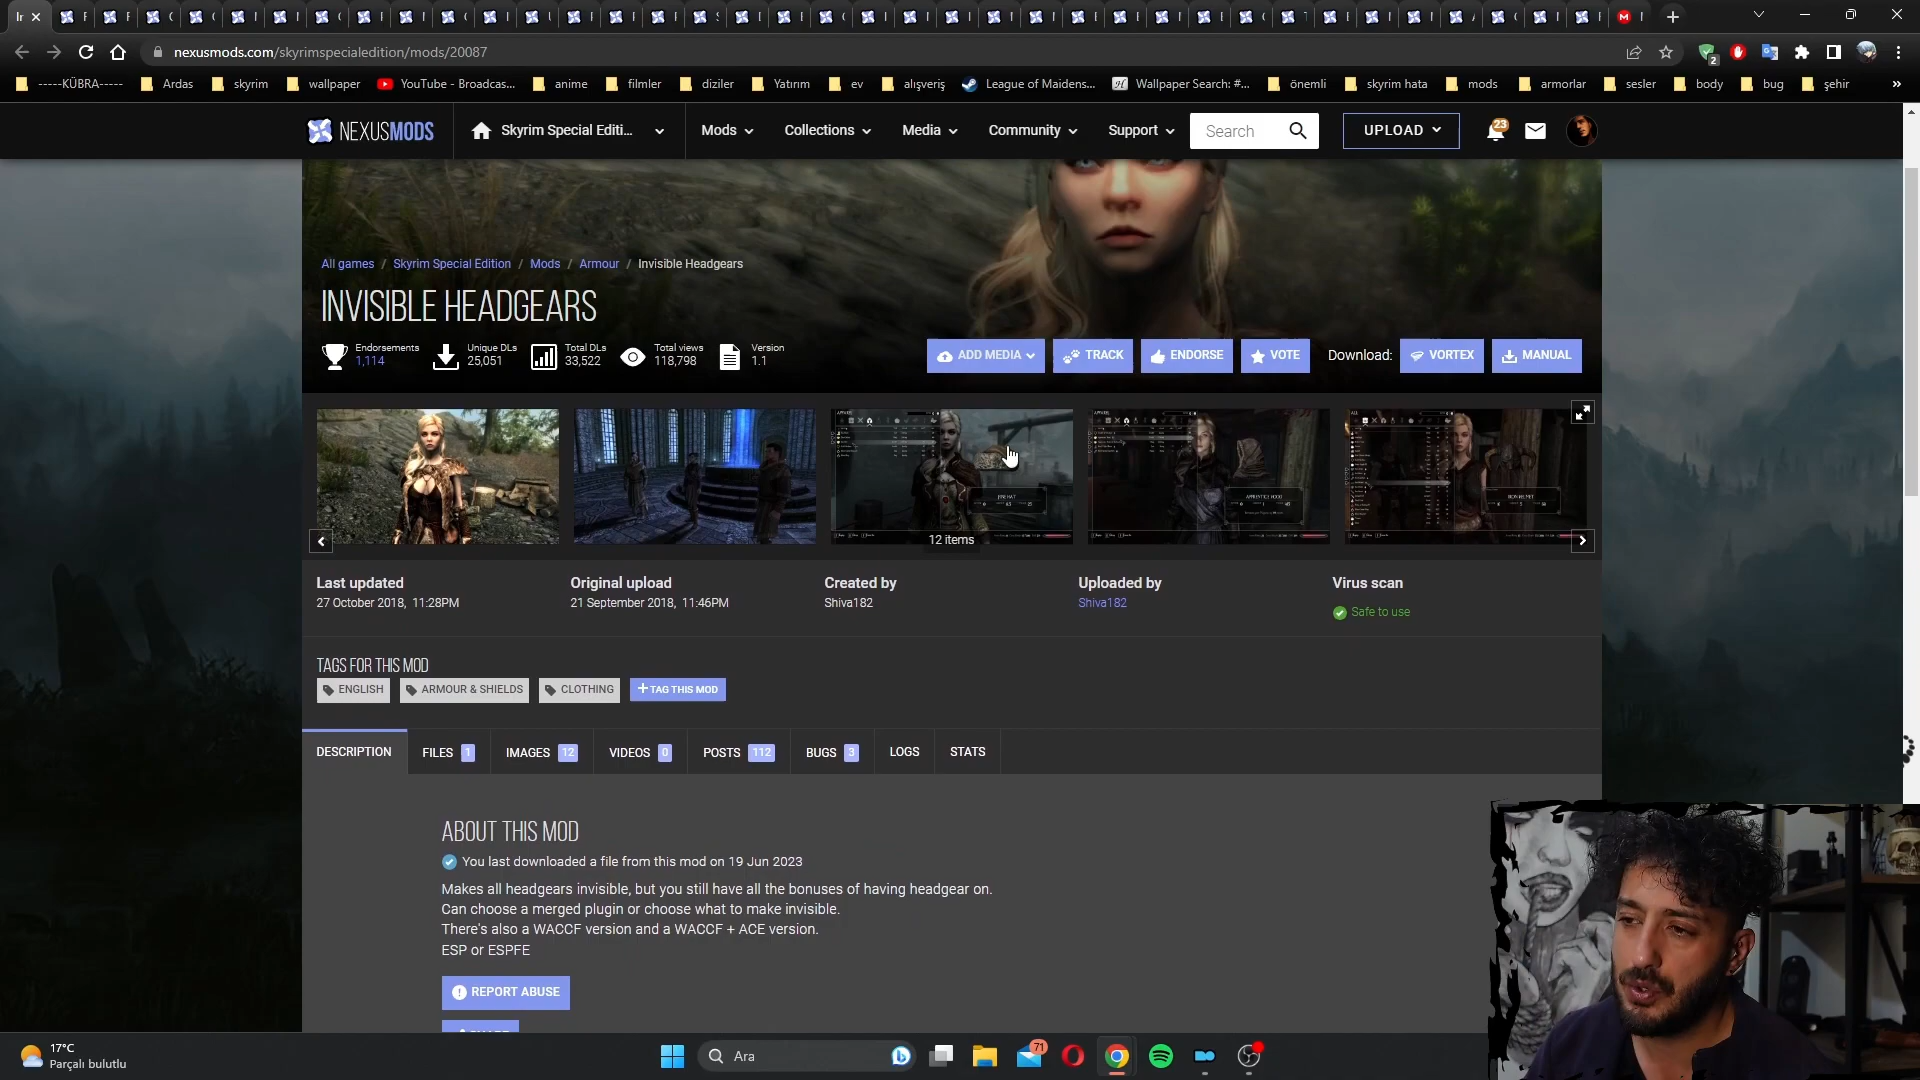 nexusmods.com/skyrimspecialedition/mods/20087
-----KÜBRA-----
Ardas
skyrim
wallpaper
YouTube - Broadcas...
anime
filmler
diziler
Yatırım
ev
alışveriş
League of Maidens...
Wallpaper Search: #...
önemli
skyrim hata
mods
armorlar
sesler
body
bug
şehir
»
NEXUSMODS
Skyrim Special Editi...
Mods
Collections
Media
Community
Support
Search
UPLOAD
23
All games / Skyrim Special Edition / Mods / Armour / Invisible Headgears
INVISIBLE HEADGEARS
Endorsements
1,114
Unique DLs
25,051
Total DLs
33,522
Total views
118,798
Version
1.1
ADD MEDIA
TRACK
ENDORSE
VOTE
Download:
VORTEX
MANUAL
12 items
Last updated
27 October 2018, 11:28PM
Original upload
21 September 2018, 11:46PM
Created by
Shiva182
Uploaded by
Shiva182
Virus scan
Safe to use
TAGS FOR THIS MOD
ENGLISH
ARMOUR & SHIELDS
CLOTHING
+TAG THIS MOD
DESCRIPTION
FILES 1
IMAGES 12
VIDEOS 0
POSTS 112
BUGS 3
LOGS
STATS
ABOUT THIS MOD
You last downloaded a file from this mod on 19 Jun 2023
Makes all headgears invisible, but you still have all the bonuses of having headgear on.
Can choose a merged plugin or choose what to make invisible.
There's also a WACCF version and a WACCF + ACE version.
ESP or ESPFE
REPORT ABUSE
17°C
Parçalı bulutlu
Ara
71